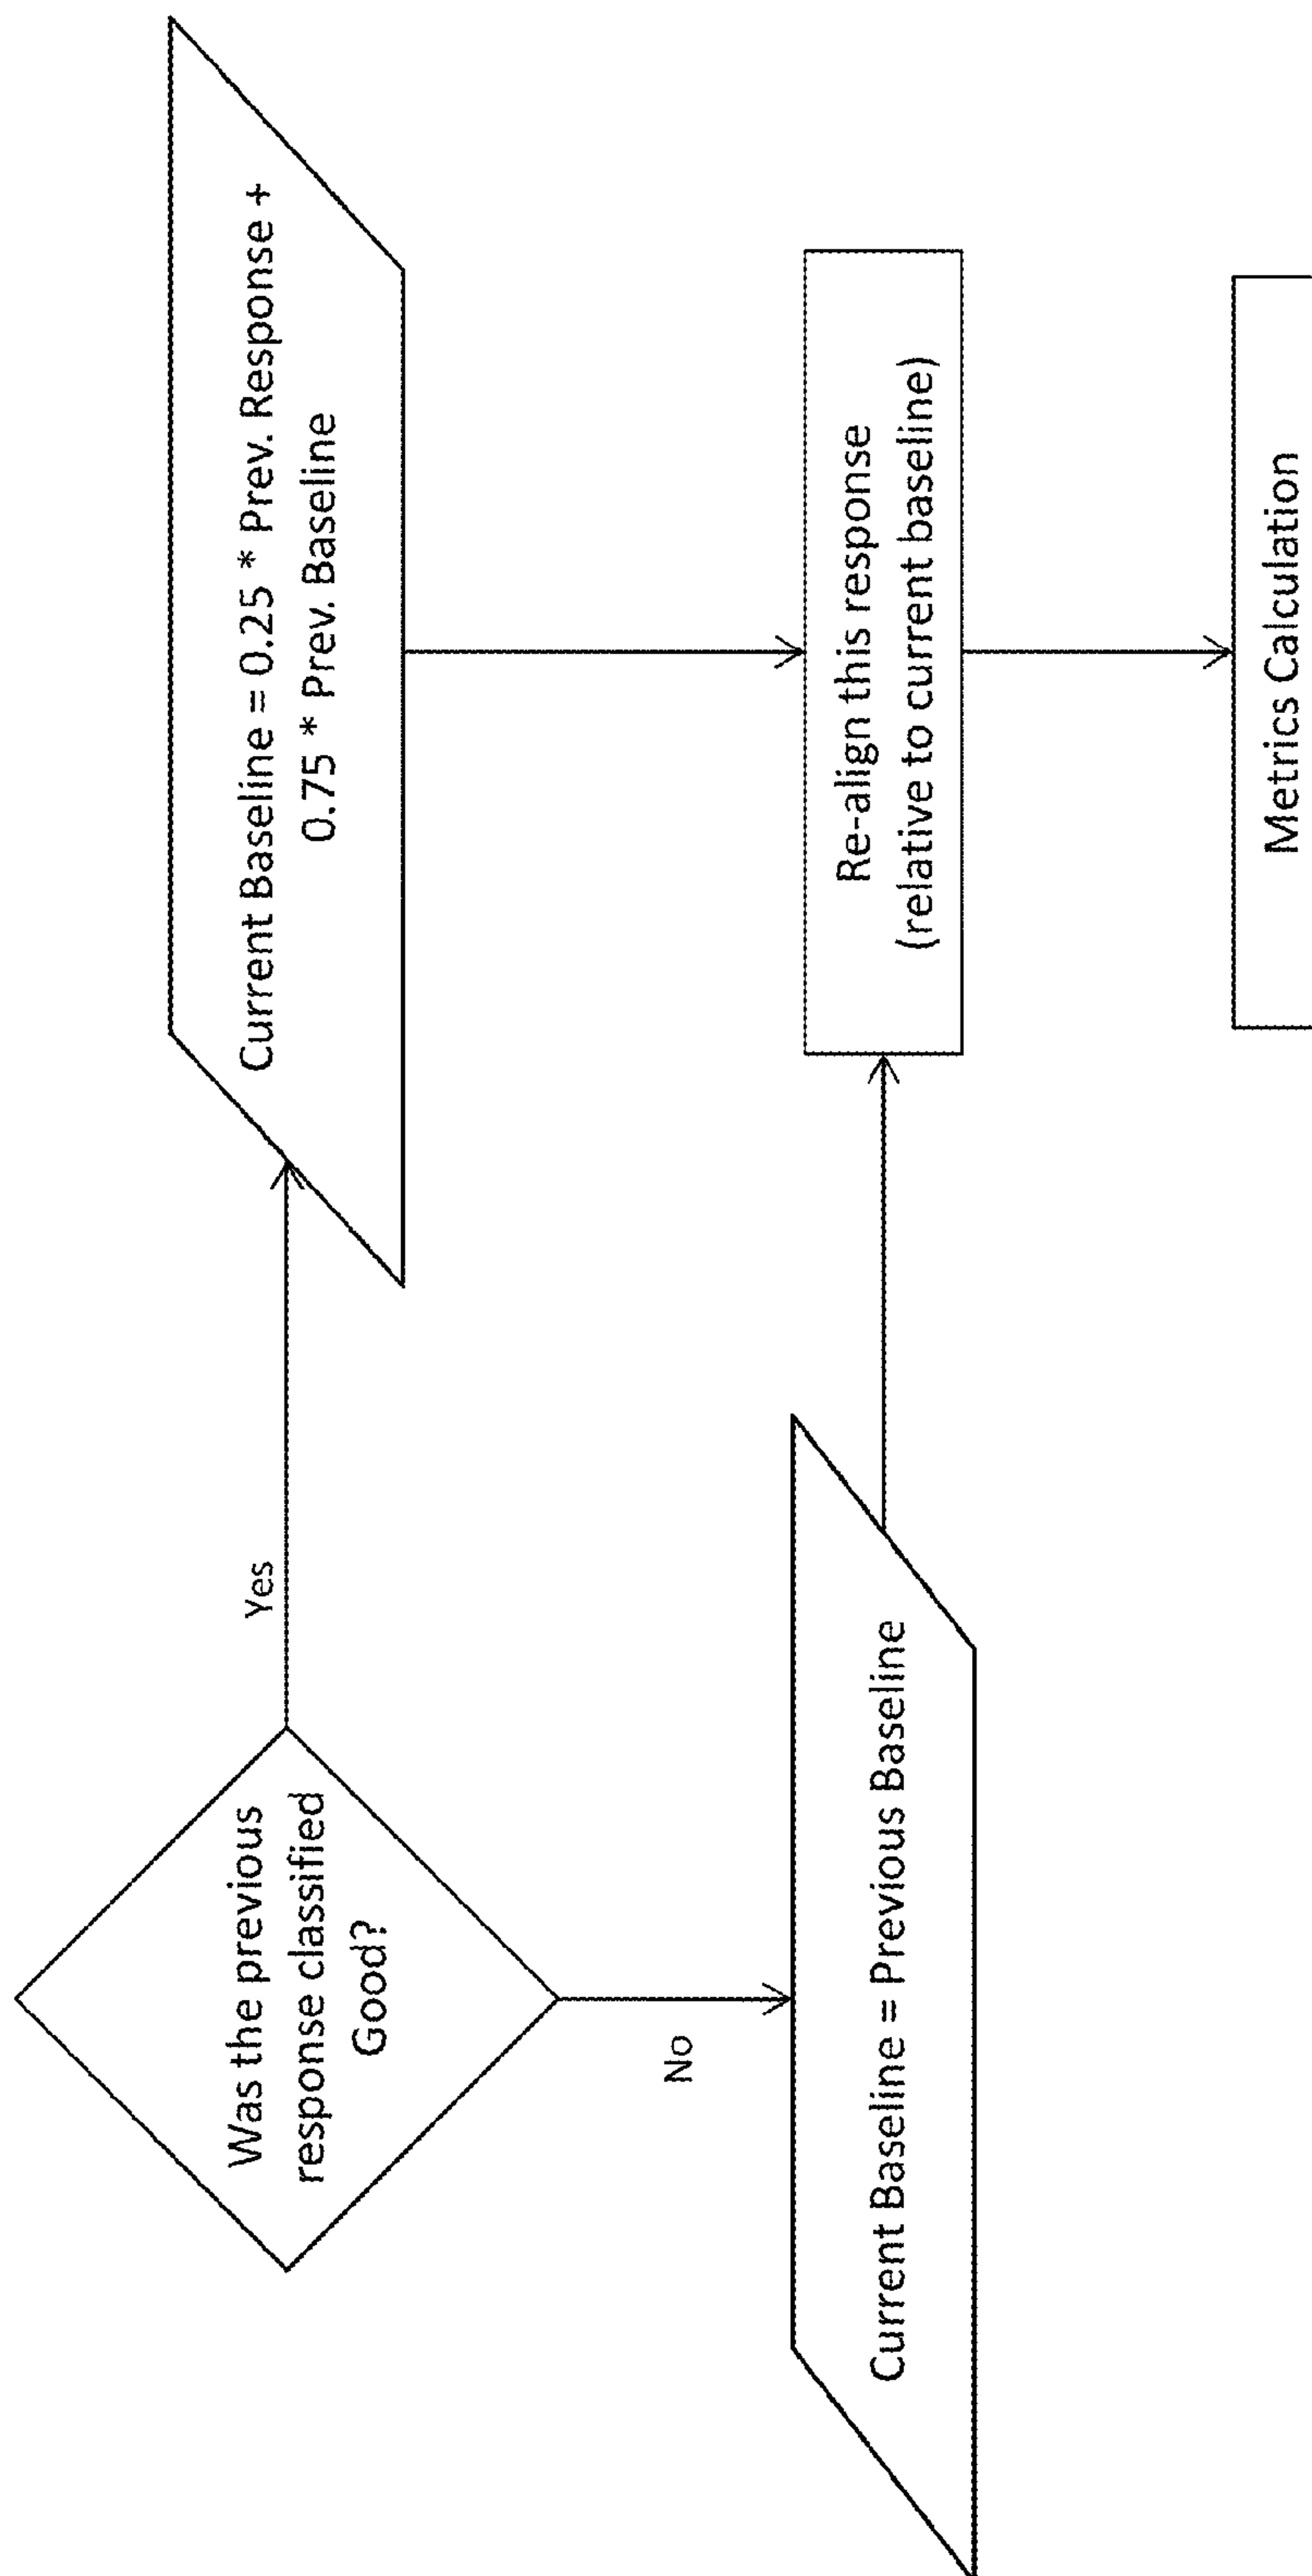 Was the previous
response classified
Good?
Yes
No
Current Baseline = 0.25 * Prev. Response +
0.75 * Prev. Baseline
Current Baseline = Previous Baseline
Re-align this response
(relative to current baseline)
Metrics Calculation